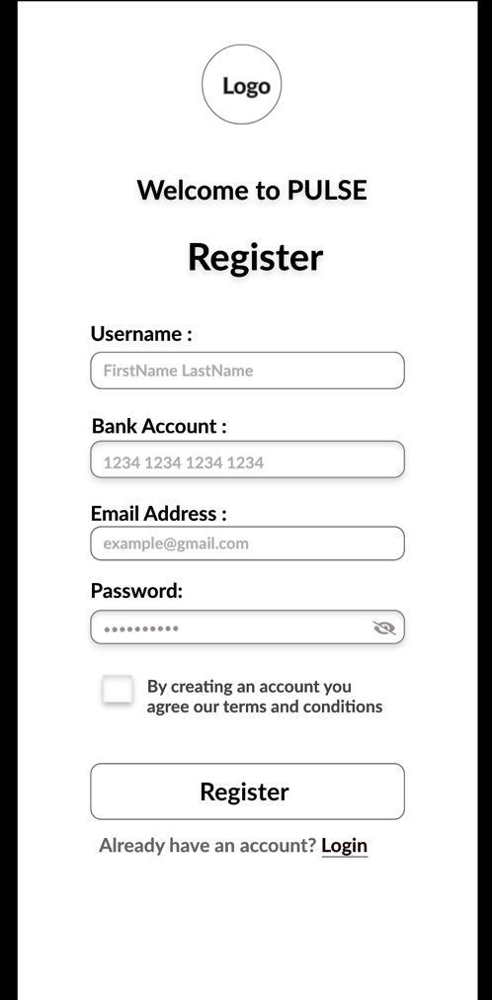 Logo
Welcome to PULSE
Register
Username :
FirstName LastName
Bank Account :
1234 1234 1234 1234
Email Address :
example@gmail.com
Password:
••••••••••
By creating an account you
agree our terms and conditions
Register
Already have an account? Login